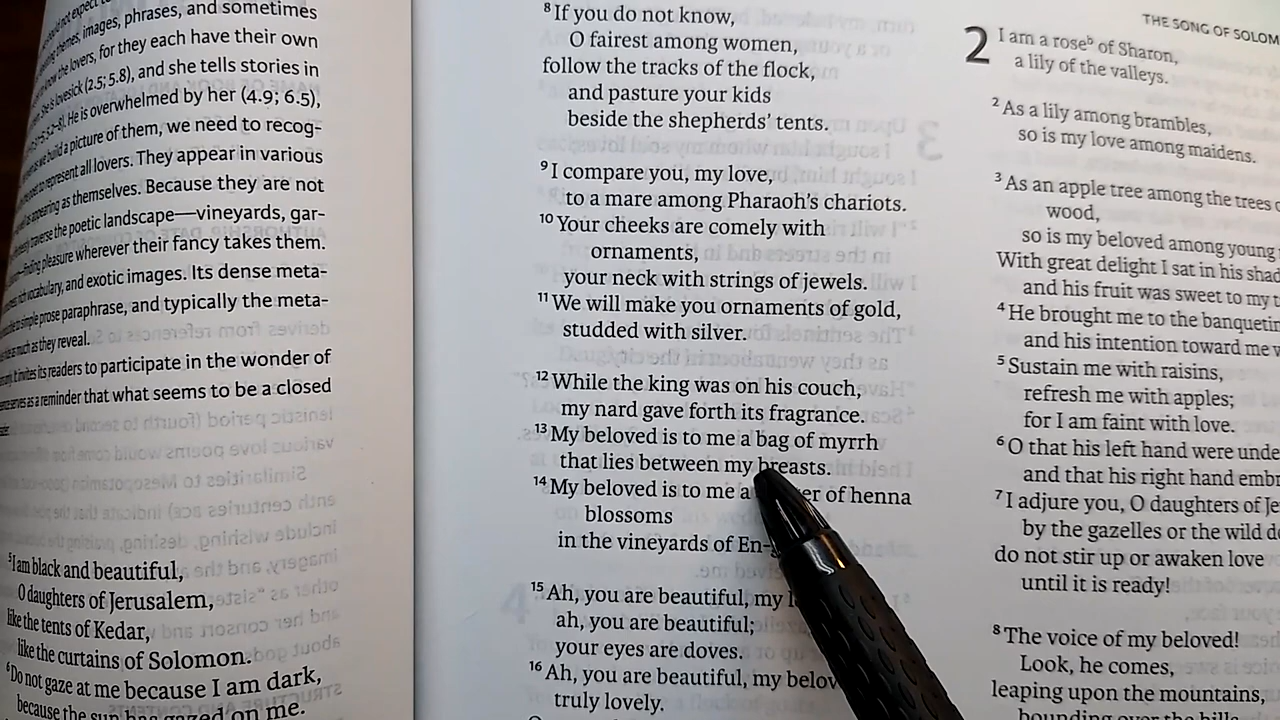 themes, images, phrases, and sometimes
the lovers, for they each have their own
She is lovesick (2.5; 5.8), and she tells stories in
He is overwhelmed by her (4.9; 6.5),
build a picture of them, we need to recog-
to represent all lovers. They appear in various
appearing as themselves. Because they are not
traverse the poetic landscape—vineyards, gar-
finding pleasure wherever their fancy takes them.
vocabulary, and exotic images. Its dense meta-
simple prose paraphrase, and typically the meta-
as much as they reveal.
invites its readers to participate in the wonder of
serves as a reminder that what seems to be a closed
5 I am black and beautiful,
O daughters of Jerusalem,
like the tents of Kedar,
like the curtains of Solomon.
6 Do not gaze at me because I am dark,
because the sun has gazed on me.
8 If you do not know,
O fairest among women,
follow the tracks of the flock,
and pasture your kids
beside the shepherds' tents.
9 I compare you, my love,
to a mare among Pharaoh's chariots.
10 Your cheeks are comely with
ornaments,
your neck with strings of jewels.
11 We will make you ornaments of gold,
studded with silver.
12 While the king was on his couch,
my nard gave forth its fragrance.
13 My beloved is to me a bag of myrrh
that lies between my breasts.
14 My beloved is to me a of henna
blossoms
in the vineyards of En-
15 Ah, you are beautiful, my
ah, you are beautiful;
your eyes are doves.
16 Ah, you are beautiful, my
truly lovely.
THE SONG OF SOLOM
2 I am a rose b of Sharon,
a lily of the valleys.
2 As a lily among brambles,
so is my love among maidens.
3 As an apple tree among the trees
wood,
so is my beloved among young
With great delight I sat in his
and his fruit was sweet to my
4 He brought me to the
and his intention toward me
5 Sustain me with raisins,
refresh me with apples;
for I am faint with love.
6 O that his left hand were
and that his right hand
7 I adjure you, O daughters of
by the gazelles or the wild
do not stir up or awaken love
until it is ready!
8 The voice of my beloved!
Look, he comes,
leaping upon the mountains,
bounding over the hills